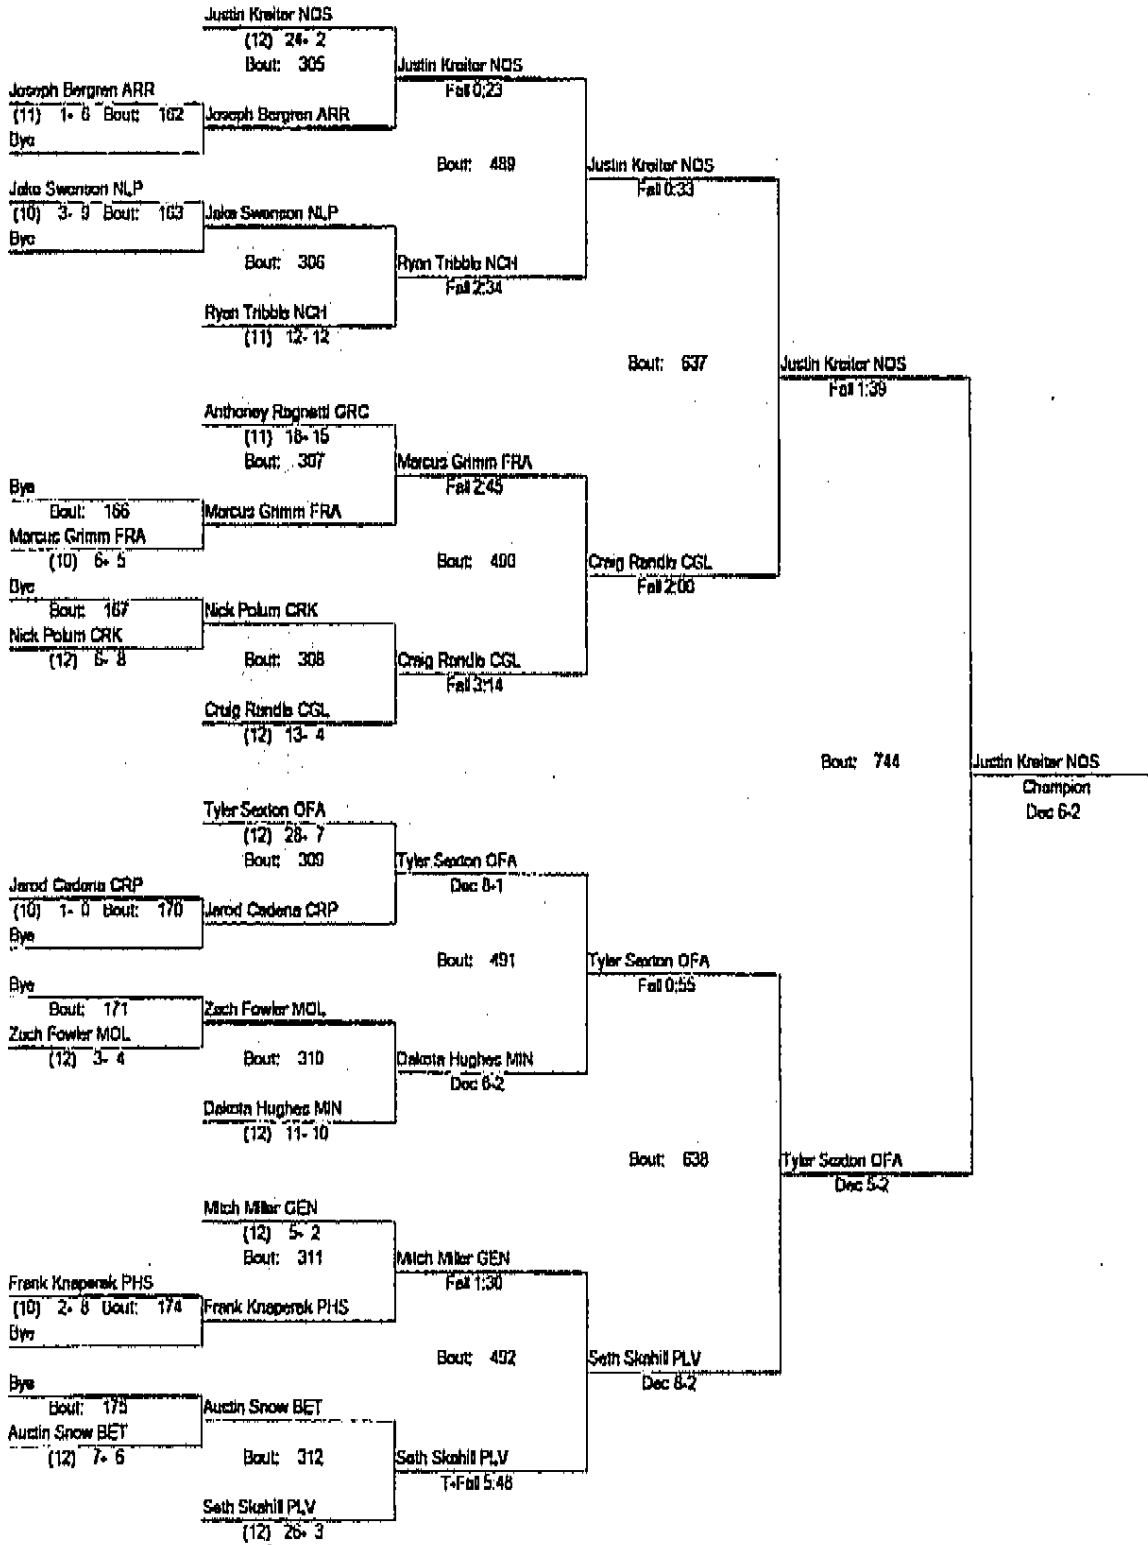 Justin Kreiter NOS
(12) 24- 2
Bout: 305
Justin Kreiter NOS
Fall 0:23
Joseph Bergren ARR
(11) 1- 6 Bout: 162
Joseph Bergren ARR
Bye
Bout: 489
Justin Kreiter NOS
Fall 0:33
Jake Swanson NLP
(10) 3- 9 Bout: 163
Jake Swanson NLP
Bye
Bout: 306
Ryan Tribble NCH
Fall 2:34
Ryan Tribble NCH
(11) 12- 12
Bout: 637
Justin Kreiter NOS
Fall 1:39
Anthoney Ragnetti ORC
(11) 18- 15
Bout: 307
Marcus Grimm FRA
Fall 2:45
Bye
Bout: 166
Marcus Grimm FRA
Marcus Grimm FRA
(10) 6- 5
Bout: 490
Craig Randle CGL
Fall 2:00
Bye
Bout: 167
Nick Polum CRK
Nick Polum CRK
(12) 6- 8
Bout: 308
Craig Randle CGL
Fall 3:14
Craig Randle CGL
(12) 13- 4
Bout: 744
Justin Kreiter NOS
Champion
Dec 6-2
Tyler Sexton OFA
(12) 28- 7
Bout: 309
Tyler Sexton OFA
Dec 8-1
Jarod Cadena CRP
(10) 1- 0 Bout: 170
Jarod Cadena CRP
Bye
Bout: 491
Tyler Sexton OFA
Fall 0:55
Bye
Bout: 171
Zach Fowler MOL
Zach Fowler MOL
(12) 3- 4
Bout: 310
Dakota Hughes MIN
Dec 6-2
Dakota Hughes MIN
(12) 11- 10
Bout: 638
Tyler Sexton OFA
Dec 5-2
Mitch Miller GEN
(12) 5- 2
Bout: 311
Mitch Miller GEN
Fall 1:30
Frank Knaperek PHS
(10) 2- 8 Bout: 174
Frank Knaperek PHS
Bye
Bout: 492
Seth Skahill PLV
Dec 8-2
Bye
Bout: 175
Austin Snow BET
Austin Snow BET
(12) 7- 6
Bout: 312
Seth Skahill PLV
T-Fall 5:48
Seth Skahill PLV
(12) 26- 3